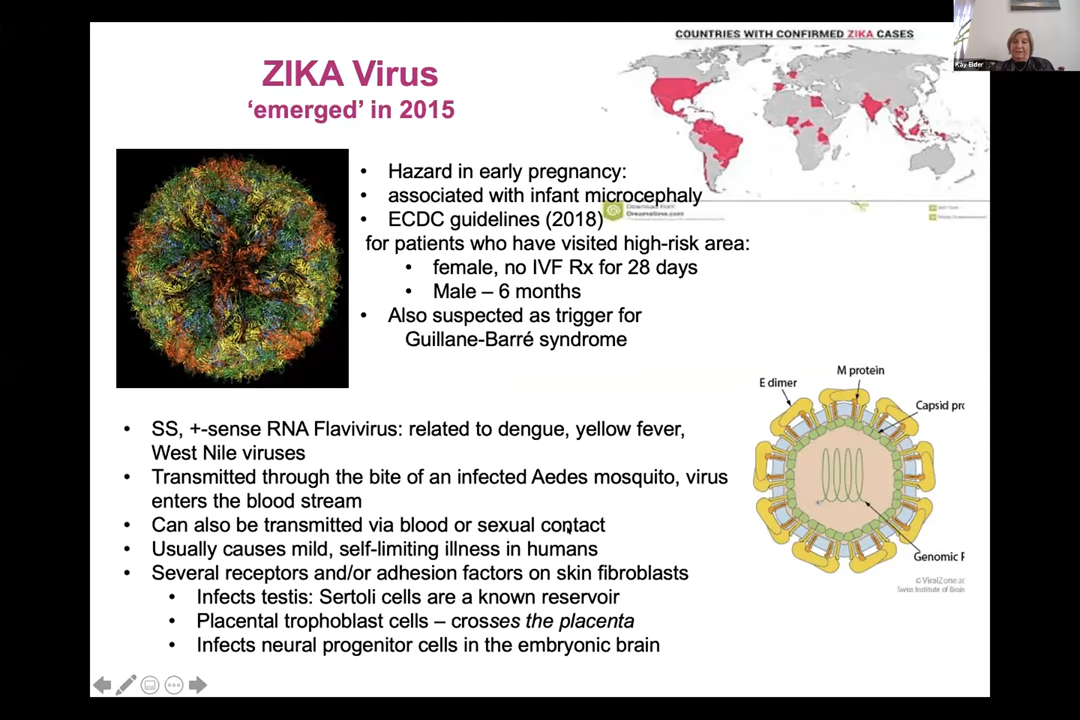 COUNTRIES WITH CONFIRMED ZIKA CASES
Kay Elder
ZIKA Virus
‘emerged’ in 2015
• Hazard in early pregnancy:
• associated with infant microcephaly
• ECDC guidelines (2018)
for patients who have visited high-risk area:
• female, no IVF Rx for 28 days
• Male – 6 months
• Also suspected as trigger for
Guillane-Barré syndrome
Download from
Dreamstime.com
E dimer
M protein
Capsid pro
Genomic R
© ViralZone
Swiss Institute of Bioin
• SS, +-sense RNA Flavivirus: related to dengue, yellow fever,
West Nile viruses
• Transmitted through the bite of an infected Aedes mosquito, virus
enters the blood stream
• Can also be transmitted via blood or sexual contact
• Usually causes mild, self-limiting illness in humans
• Several receptors and/or adhesion factors on skin fibroblasts
• Infects testis: Sertoli cells are a known reservoir
• Placental trophoblast cells – crosses the placenta
• Infects neural progenitor cells in the embryonic brain